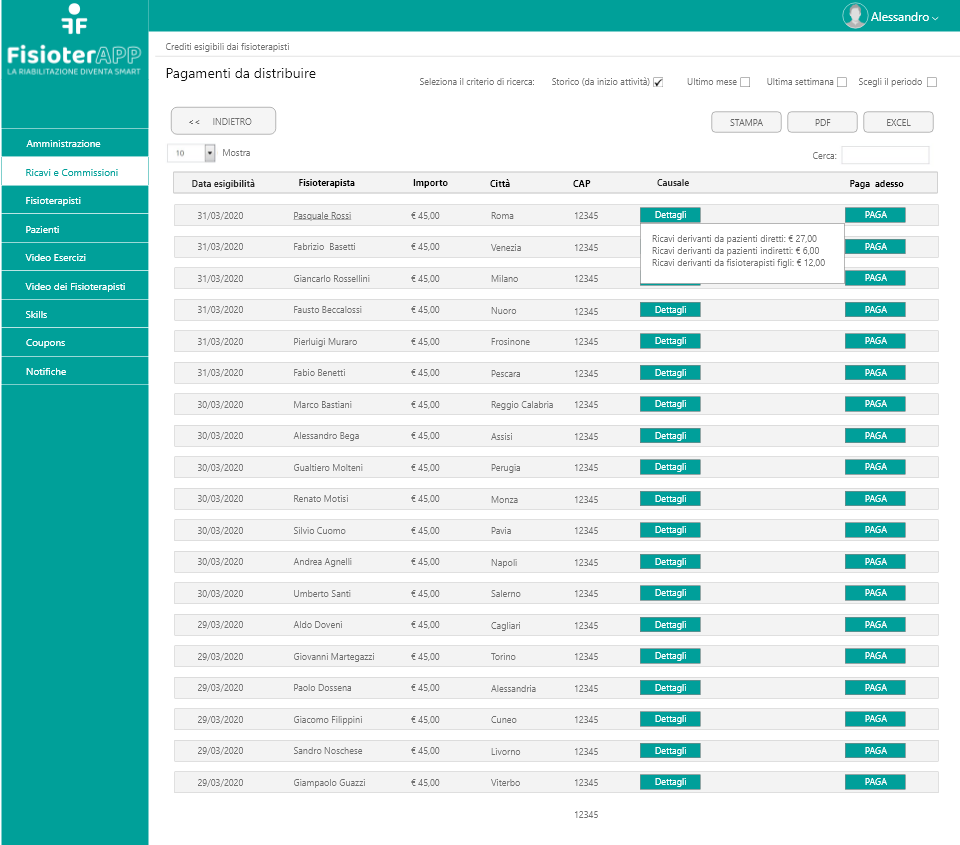 FisioterAPP
LA RIABILITAZIONE DIVENTA SMART
Alessandro
Crediti esigibili dai fisioterapisti
Pagamenti da distribuire
Seleziona il criterio di ricerca: Storico (da inizio attività) Ultimo mese Ultima settimana Scegli il periodo
<< INDIETRO STAMPA PDF EXCEL
10 Mostra Cerca:
Amministrazione
Ricavi e Commissioni
Fisioterapisti
Pazienti
Video Esercizi
Video dei Fisioterapisti
Skills
Coupons
Notifiche
Data esigibilità Fisioterapista Importo Città CAP Causale Paga adesso
31/03/2020 Pasquale Rossi € 45,00 Roma 12345 Dettagli PAGA
Ricavi derivanti da pazienti diretti: € 27,00
Ricavi derivanti da pazienti indiretti: € 6,00
Ricavi derivanti da fisioterapisti figli: € 12,00
31/03/2020 Fabrizio Basetti € 45,00 Venezia 12345 PAGA
31/03/2020 Giancarlo Rossellini € 45,00 Milano 12345 PAGA
31/03/2020 Fausto Beccalossi € 45,00 Nuoro 12345 Dettagli PAGA
31/03/2020 Pierluigi Muraro € 45,00 Frosinone 12345 Dettagli PAGA
31/03/2020 Fabio Benetti € 45,00 Pescara 12345 Dettagli PAGA
30/03/2020 Marco Bastiani € 45,00 Reggio Calabria 12345 Dettagli PAGA
30/03/2020 Alessandro Bega € 45,00 Assisi 12345 Dettagli PAGA
30/03/2020 Gualtiero Molteni € 45,00 Perugia 12345 Dettagli PAGA
30/03/2020 Renato Motisi € 45,00 Monza 12345 Dettagli PAGA
30/03/2020 Silvio Cuomo € 45,00 Pavia 12345 Dettagli PAGA
30/03/2020 Andrea Agnelli € 45,00 Napoli 12345 Dettagli PAGA
30/03/2020 Umberto Santi € 45,00 Salerno 12345 Dettagli PAGA
29/03/2020 Aldo Doveni € 45,00 Cagliari 12345 Dettagli PAGA
29/03/2020 Giovanni Martegazzi € 45,00 Torino 12345 Dettagli PAGA
29/03/2020 Paolo Dossena € 45,00 Alessandria 12345 Dettagli PAGA
29/03/2020 Giacomo Filippini € 45,00 Cuneo 12345 Dettagli PAGA
29/03/2020 Sandro Noschese € 45,00 Livorno 12345 Dettagli PAGA
29/03/2020 Giampaolo Guazzi € 45,00 Viterbo 12345 Dettagli PAGA
12345